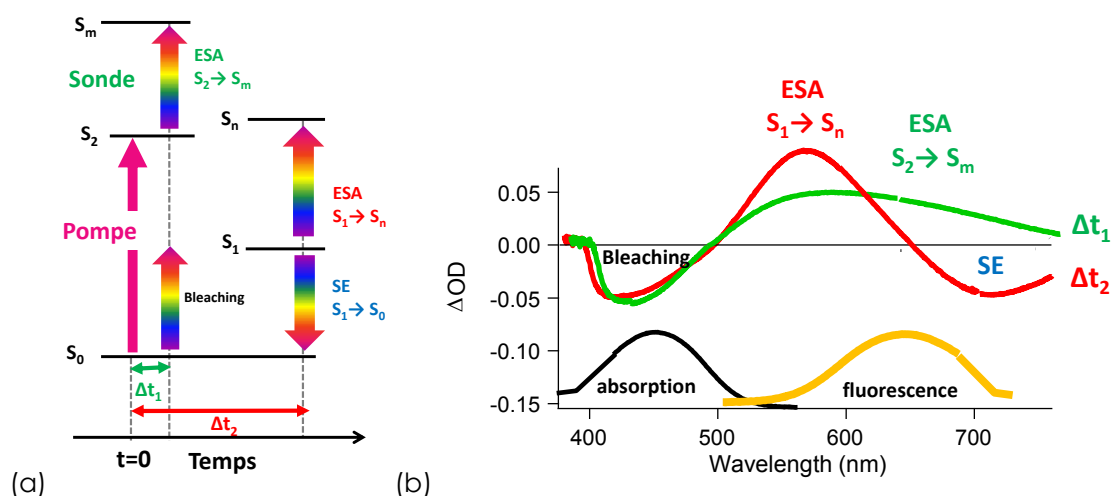 Sm
ESA
S2→ Sm
Sonde
S2
Sn
ESA
S1→ Sn
Pompe
S1
Bleaching
SE
S1→ S0
S0
Δt1
Δt2
t=0 Temps
(a)
ESA
S1→ Sn
ESA
S2→ Sm
0.05
0.00
-0.05
-0.10
-0.15
ΔOD
Bleaching
SE
Δt1
Δt2
absorption
fluorescence
400 500 600 700
Wavelength (nm)
(b)